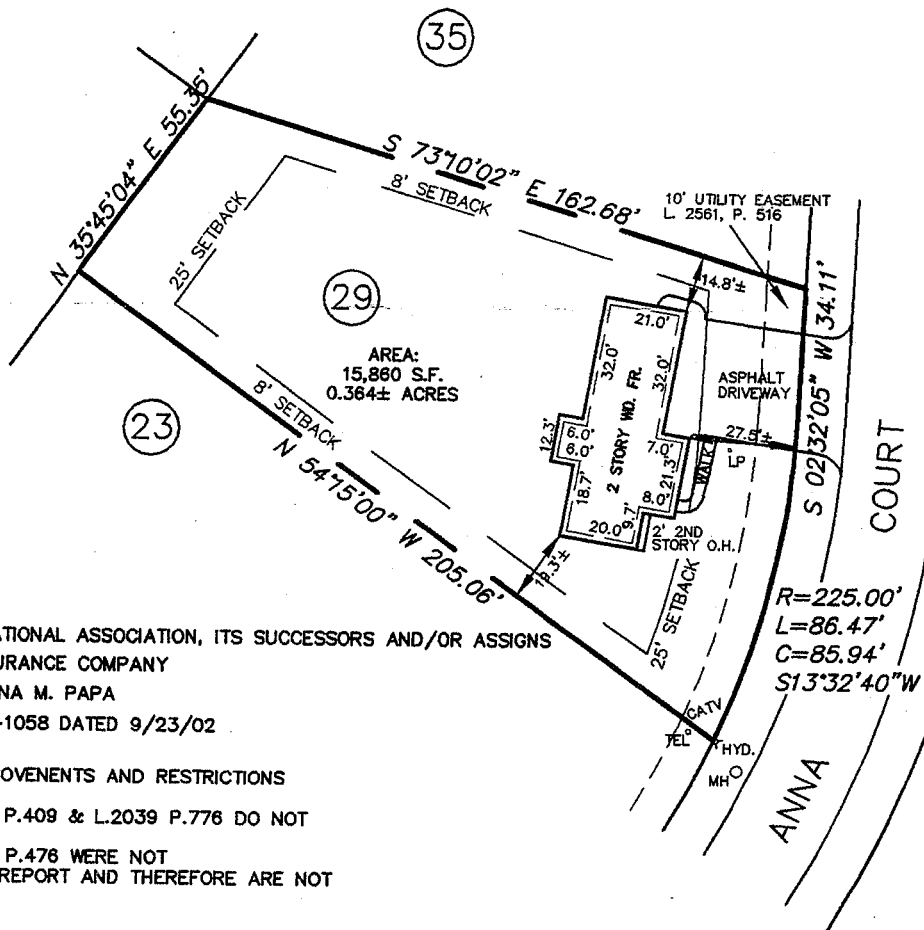 35
N 35°45'04" E 55.35'
S 73°10'02" E 162.68'
8' SETBACK
10' UTILITY EASEMENT
L. 2561, P. 516
25' SETBACK
29
14.8'±
S 02°32'05" W 34.11'
21.0'
AREA:
15,860 S.F.
0.364± ACRES
32.0'
32.0'
ASPHALT
DRIVEWAY
8' SETBACK
23
12.3'
6.0'
6.0'
2 STORY WD. FR.
7.0'
27.5'±
LP
WALK
COURT
N 54°15'00" W 205.06'
18.7'
21.3'
8.0'
9.7'
20.0'
2' 2ND
STORY O.H.
25' SETBACK
R=225.00'
L=86.47'
C=85.94'
S13°32'40"W
ATIONAL ASSOCIATION, ITS SUCCESSORS AND/OR ASSIGNS
URANCE COMPANY
NA M. PAPA
-1058 DATED 9/23/02
CATV
TEL
HYD.
MH
ANNA
OVENENTS AND RESTRICTIONS
P.409 & L.2039 P.776 DO NOT
P.476 WERE NOT
REPORT AND THEREFORE ARE NOT